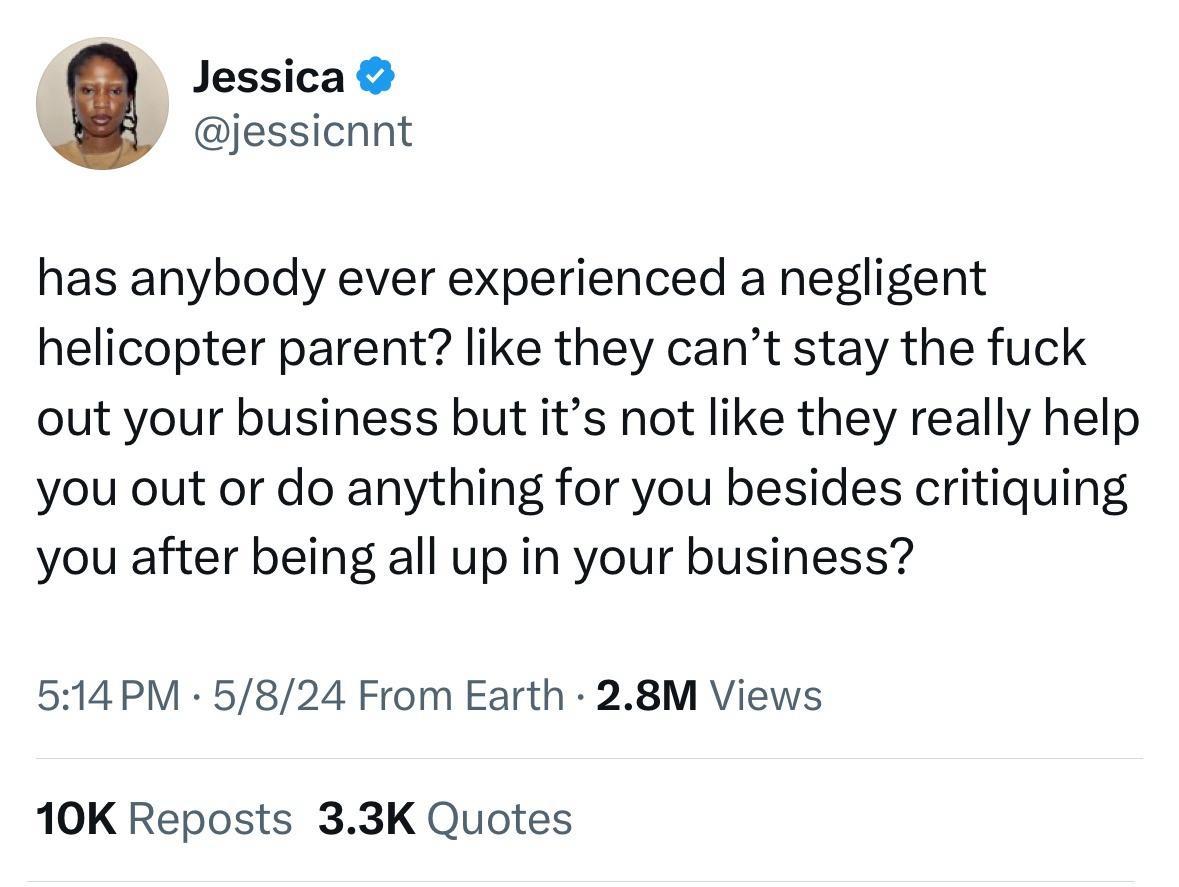 Jessica
@jessicnnt
has anybody ever experienced a negligent
helicopter parent? like they can’t stay the fuck
out your business but it’s not like they really help
you out or do anything for you besides critiquing
you after being all up in your business?
5:14 PM · 5/8/24 From Earth · 2.8M Views
10K Reposts 3.3K Quotes